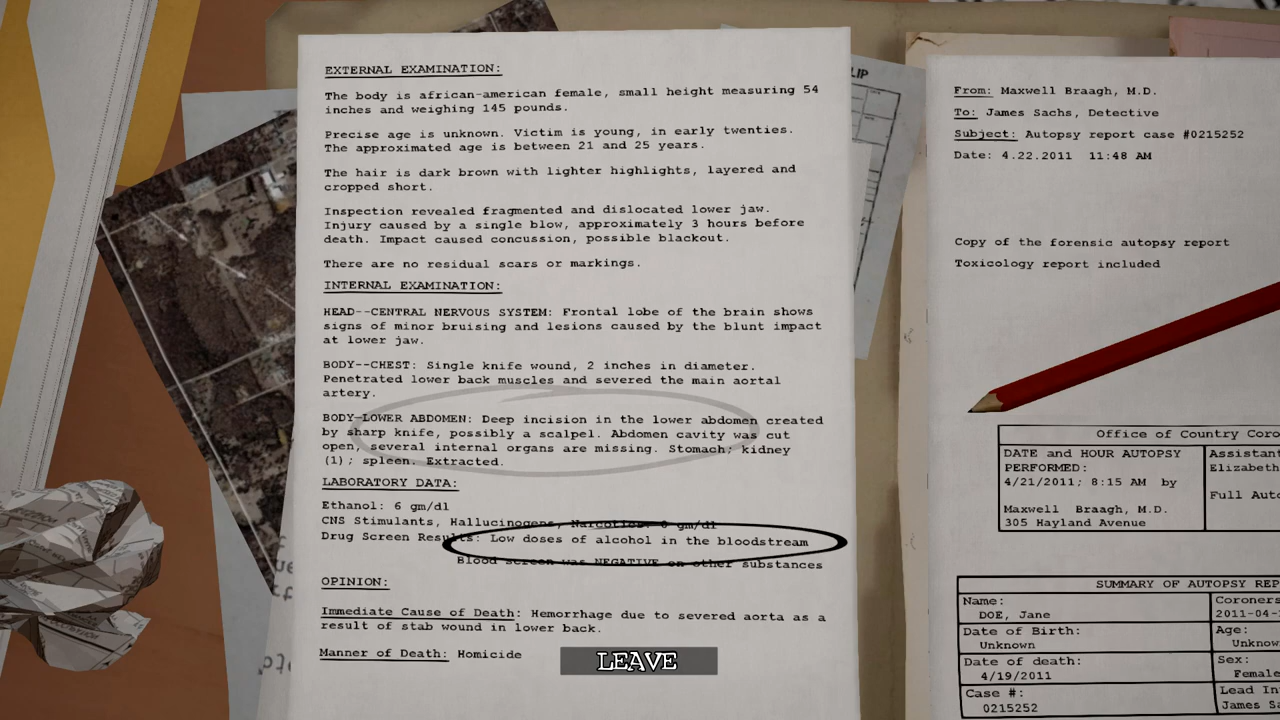 EXTERNAL EXAMINATION:
The body is african-american female, small height measuring 54
inches and weighing 145 pounds.
Precise age is unknown. Victim is young, in early twenties.
The approximated age is between 21 and 25 years.
The hair is dark brown with lighter highlights, layered and
cropped short.
Inspection revealed fragmented and dislocated lower jaw.
Injury caused by a single blow, approximately 3 hours before
death. Impact caused concussion, possible blackout.
There are no residual scars or markings.
INTERNAL EXAMINATION:
HEAD--CENTRAL NERVOUS SYSTEM: Frontal lobe of the brain shows
signs of minor bruising and lesions caused by the blunt impact
at lower jaw.
BODY--CHEST: Single knife wound, 2 inches in diameter.
Penetrated lower back muscles and severed the main aortal
artery.
BODY—LOWER ABDOMEN: Deep incision in the lower abdomen created
by sharp knife, possibly a scalpel. Abdomen cavity was cut
open, several internal organs are missing. Stomach; kidney
(1); spleen. Extracted.
LABORATORY DATA:
Ethanol: 6 gm/dl
CNS Stimulants, Hallucinogens, Narcotics: 0 gm/dl
Drug Screen Results: Low doses of alcohol in the bloodstream
Blood screen was NEGATIVE on other substances
OPINION:
Immediate Cause of Death: Hemorrhage due to severed aorta as a
result of stab wound in lower back.
Manner of Death: Homicide
LEAVE
LIP
From: Maxwell Braagh, M.D.
To: James Sachs, Detective
Subject: Autopsy report case #0215252
Date: 4.22.2011 11:48 AM
Copy of the forensic autopsy report
Toxicology report included
Office of Country Coro
DATE and HOUR AUTOPSY
PERFORMED:
4/21/2011; 8:15 AM by
Maxwell Braagh, M.D.
305 Hayland Avenue
Assistan
Elizabeth
Full Auto
SUMMARY OF AUTOPSY REP
Name:
DOE, Jane
Coroners
2011-04-
Date of Birth:
Unknown
Age:
Unknow
Date of death:
4/19/2011
Sex:
Female
Case #:
0215252
Lead In
James Sa